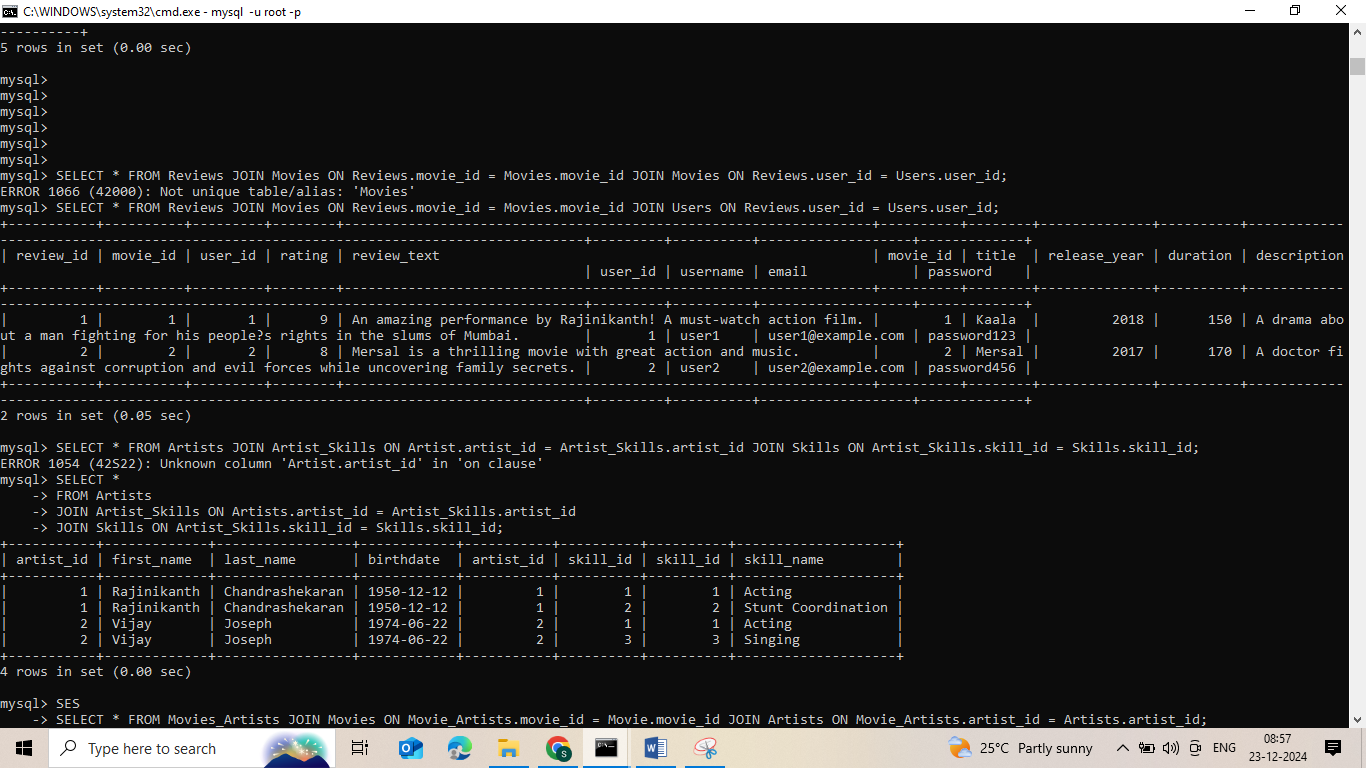 C:\WINDOWS\system32\cmd.exe - mysql  -u root -p
----------+
5 rows in set (0.00 sec)
mysql>
mysql>
mysql>
mysql>
mysql>
mysql>
mysql> SELECT * FROM Reviews JOIN Movies ON Reviews.movie_id = Movies.movie_id JOIN Movies ON Reviews.user_id = Users.user_id;
ERROR 1066 (42000): Not unique table/alias: 'Movies'
mysql> SELECT * FROM Reviews JOIN Movies ON Reviews.movie_id = Movies.movie_id JOIN Users ON Reviews.user_id = Users.user_id;
+-----------+----------+---------+--------+------------------------------------------------------------------+----------+--------+--------------+----------+------------
-------------------------------------------------------------------------+---------+----------+-------------------+-------------+
| review_id | movie_id | user_id | rating | review_text                                                      | movie_id | title  | release_year | duration | description
                                                                         | user_id | username | email             | password    |
+-----------+----------+---------+--------+------------------------------------------------------------------+----------+--------+--------------+----------+------------
-------------------------------------------------------------------------+---------+----------+-------------------+-------------+
|         1 |        1 |       1 |      9 | An amazing performance by Rajinikanth! A must-watch action film. |        1 | Kaala  |         2018 |      150 | A drama abo
ut a man fighting for his people?s rights in the slums of Mumbai.        |       1 | user1    | user1@example.com | password123 |
|         2 |        2 |       2 |      8 | Mersal is a thrilling movie with great action and music.         |        2 | Mersal |         2017 |      170 | A doctor fi
ghts against corruption and evil forces while uncovering family secrets. |       2 | user2    | user2@example.com | password456 |
+-----------+----------+---------+--------+------------------------------------------------------------------+----------+--------+--------------+----------+------------
-------------------------------------------------------------------------+---------+----------+-------------------+-------------+
2 rows in set (0.05 sec)
mysql> SELECT * FROM Artists JOIN Artist_Skills ON Artist.artist_id = Artist_Skills.artist_id JOIN Skills ON Artist_Skills.skill_id = Skills.skill_id;
ERROR 1054 (42S22): Unknown column 'Artist.artist_id' in 'on clause'
mysql> SELECT *
    -> FROM Artists
    -> JOIN Artist_Skills ON Artists.artist_id = Artist_Skills.artist_id
    -> JOIN Skills ON Artist_Skills.skill_id = Skills.skill_id;
+-----------+-------------+-----------------+------------+-----------+----------+----------+--------------------+
| artist_id | first_name  | last_name       | birthdate  | artist_id | skill_id | skill_id | skill_name         |
+-----------+-------------+-----------------+------------+-----------+----------+----------+--------------------+
|         1 | Rajinikanth | Chandrashekaran | 1950-12-12 |         1 |        1 |        1 | Acting             |
|         1 | Rajinikanth | Chandrashekaran | 1950-12-12 |         1 |        2 |        2 | Stunt Coordination |
|         2 | Vijay       | Joseph          | 1974-06-22 |         2 |        1 |        1 | Acting             |
|         2 | Vijay       | Joseph          | 1974-06-22 |         2 |        3 |        3 | Singing            |
+-----------+-------------+-----------------+------------+-----------+----------+----------+--------------------+
4 rows in set (0.00 sec)
mysql> SES
    -> SELECT * FROM Movies_Artists JOIN Movies ON Movie_Artists.movie_id = Movie.movie_id JOIN Artists ON Movie_Artists.artist_id = Artists.artist_id;
Type here to search
25°C  Partly sunny
ENG
08:57
23-12-2024